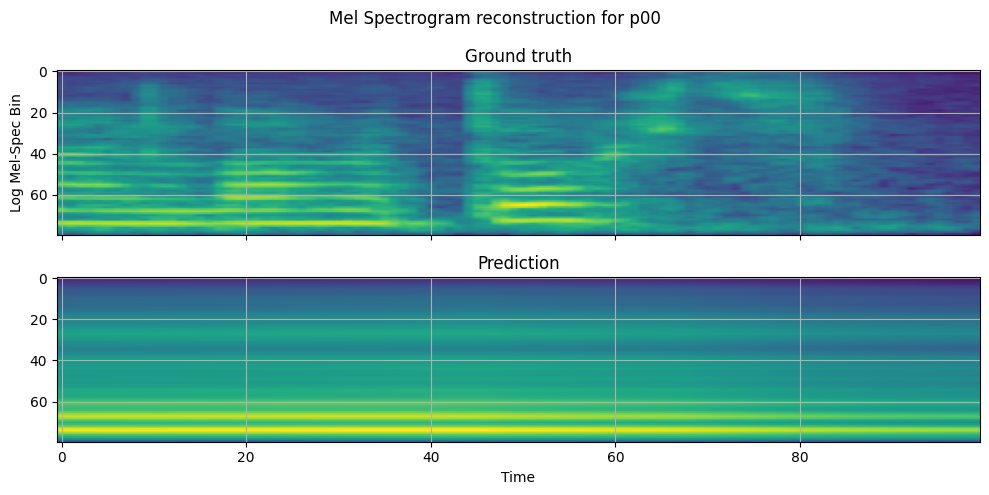 Mel Spectrogram reconstruction for p00
Ground truth
Log Mel-Spec Bin
0
20
40
60
Prediction
0
20
40
60
0 20 40 60 80
Time